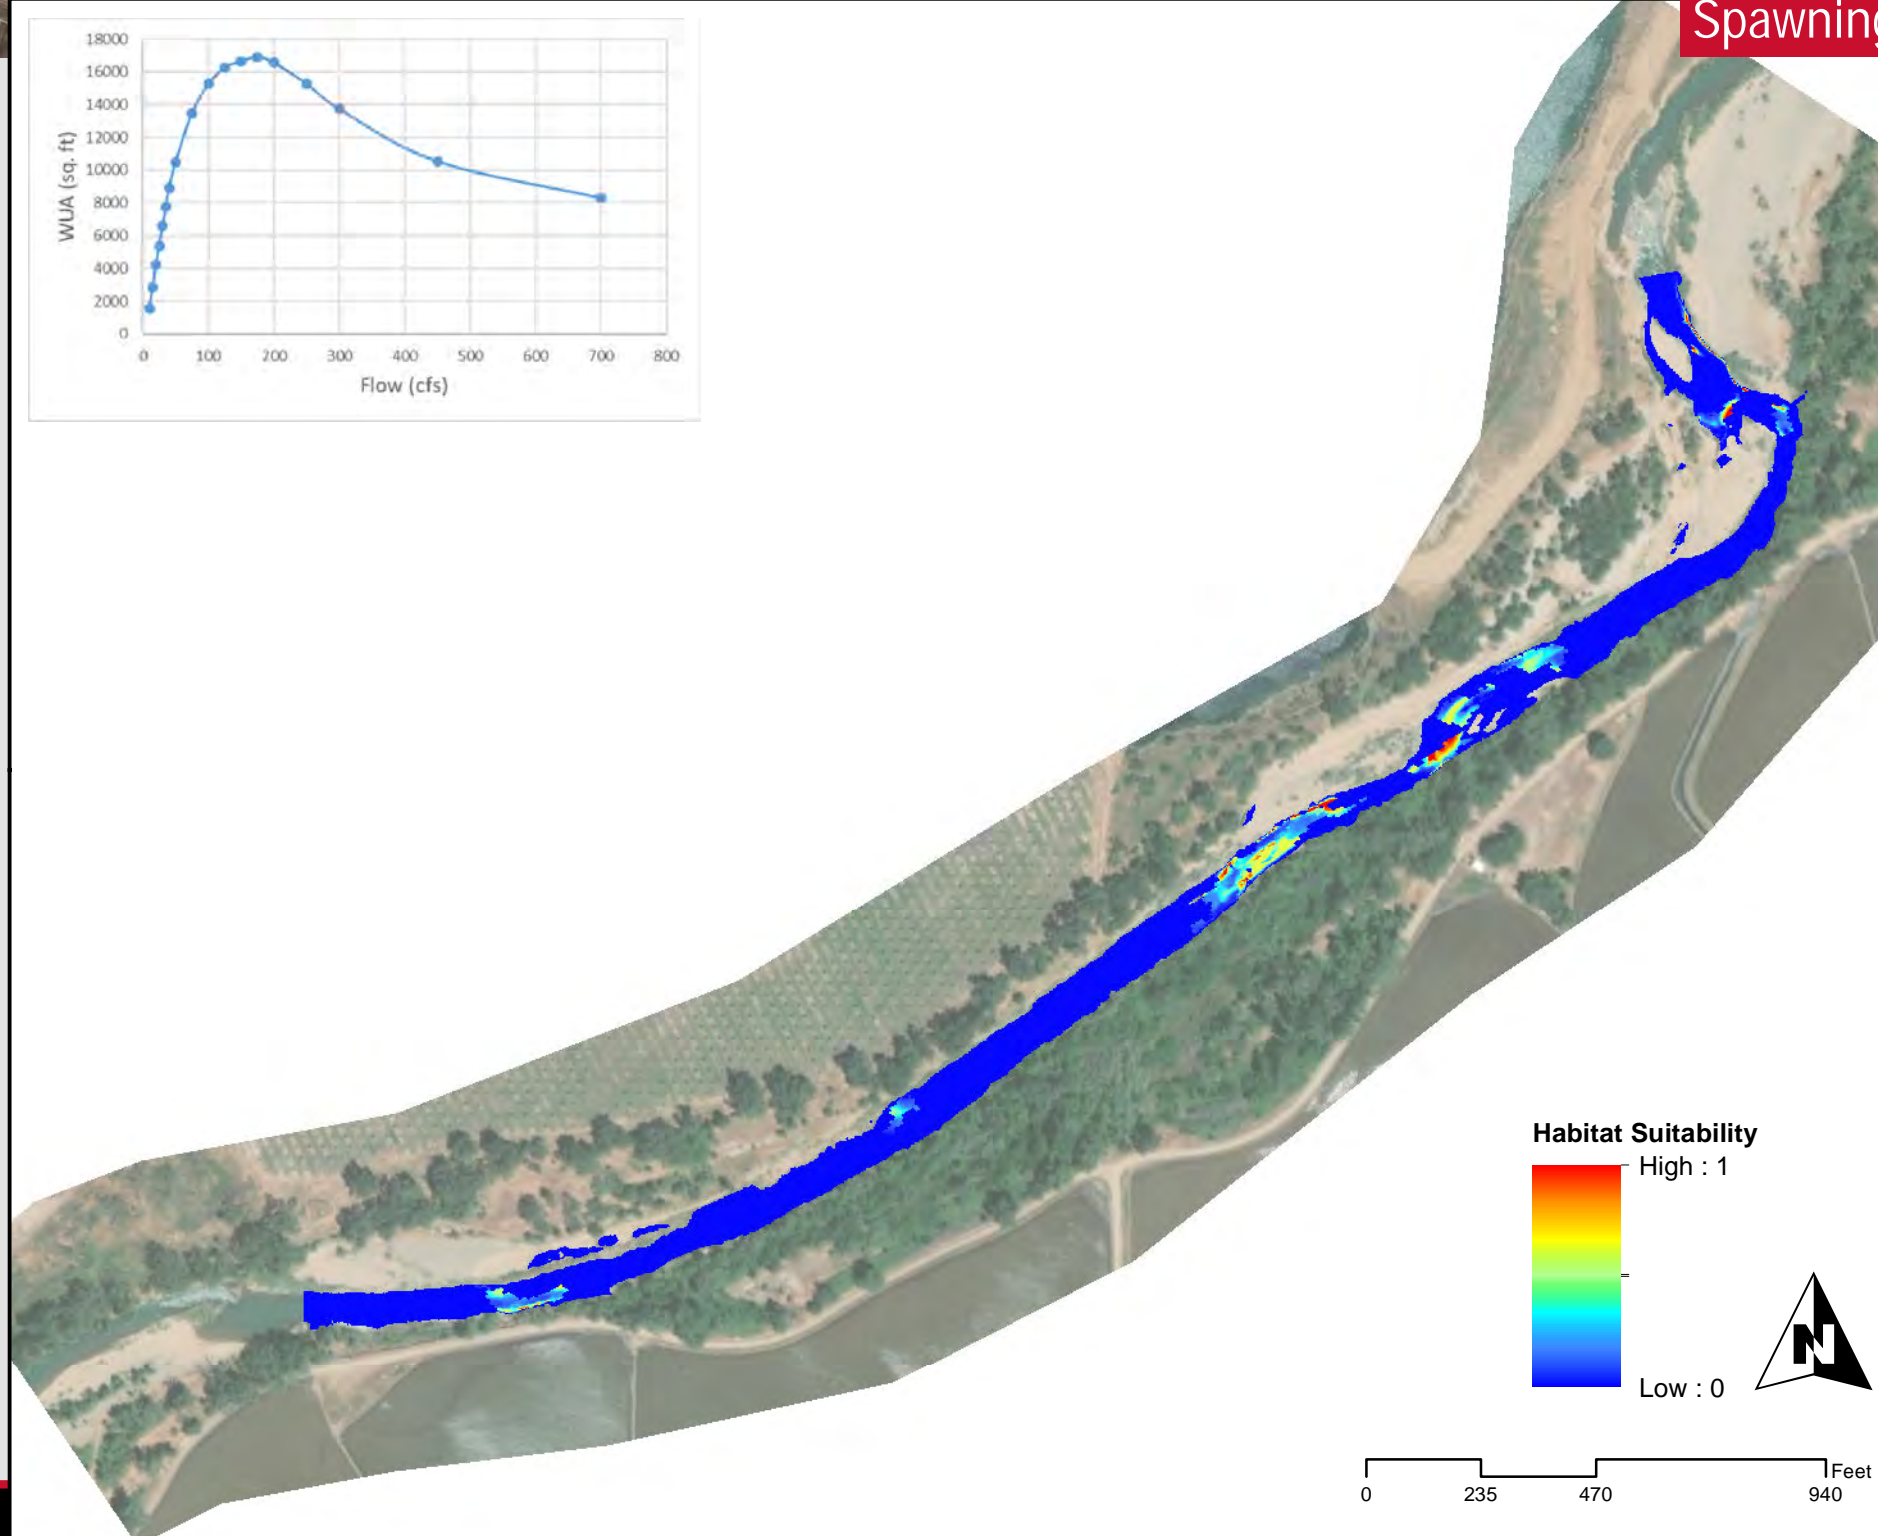 Spawning
18000
16000
14000
12000
10000
8000
6000
4000
2000
0
WUA (sq. ft)
0 100 200 300 400 500 600 700 800
Flow (cfs)
Habitat Suitability
High : 1
=
Low : 0
N
Feet
0 235 470 940